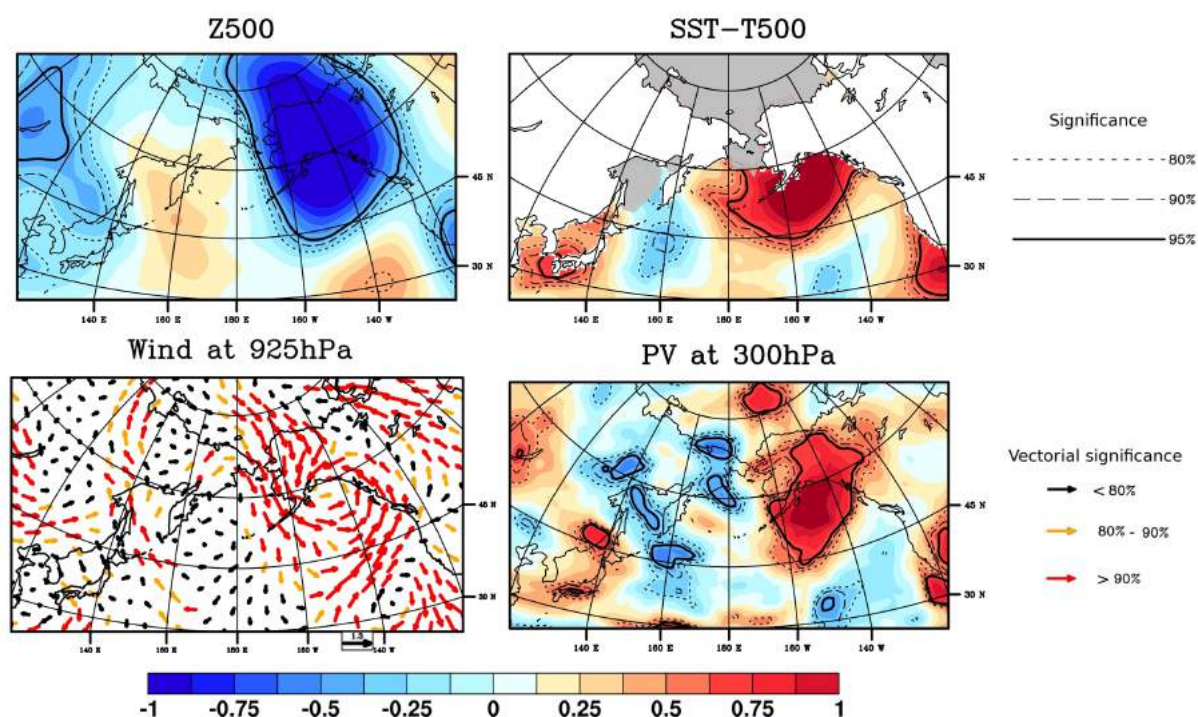 Z500
SST-T500
45 N
30 N
140 E 160 E 180 E 160 W 140 W
45 N
30 N
140 E 160 E 180 E 160 W 140 W
Significance
80%
90%
95%
Wind at 925hPa
PV at 300hPa
45 N
30 N
1.3
140 E 160 E 180 E 160 W 140 W
45 N
30 N
140 E 160 E 180 E 160 W 140 W
Vectorial significance
< 80%
80% - 90%
> 90%
-1 -0.75 -0.5 -0.25 0 0.25 0.5 0.75 1